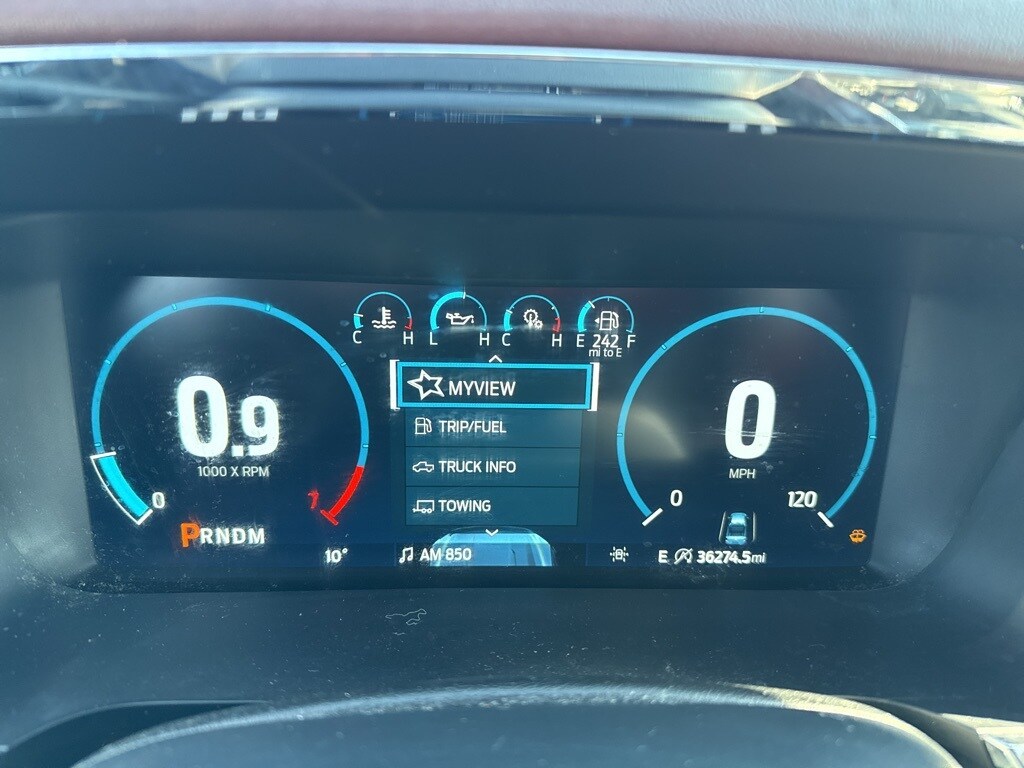 C H L H C H E 242 F
mi to E
MYVIEW
TRIP/FUEL
TRUCK INFO
TOWING
0.9
1000 X RPM
0
7
PRNDM
10°
AM 850
0
MPH
0 120
E 36274.5mi